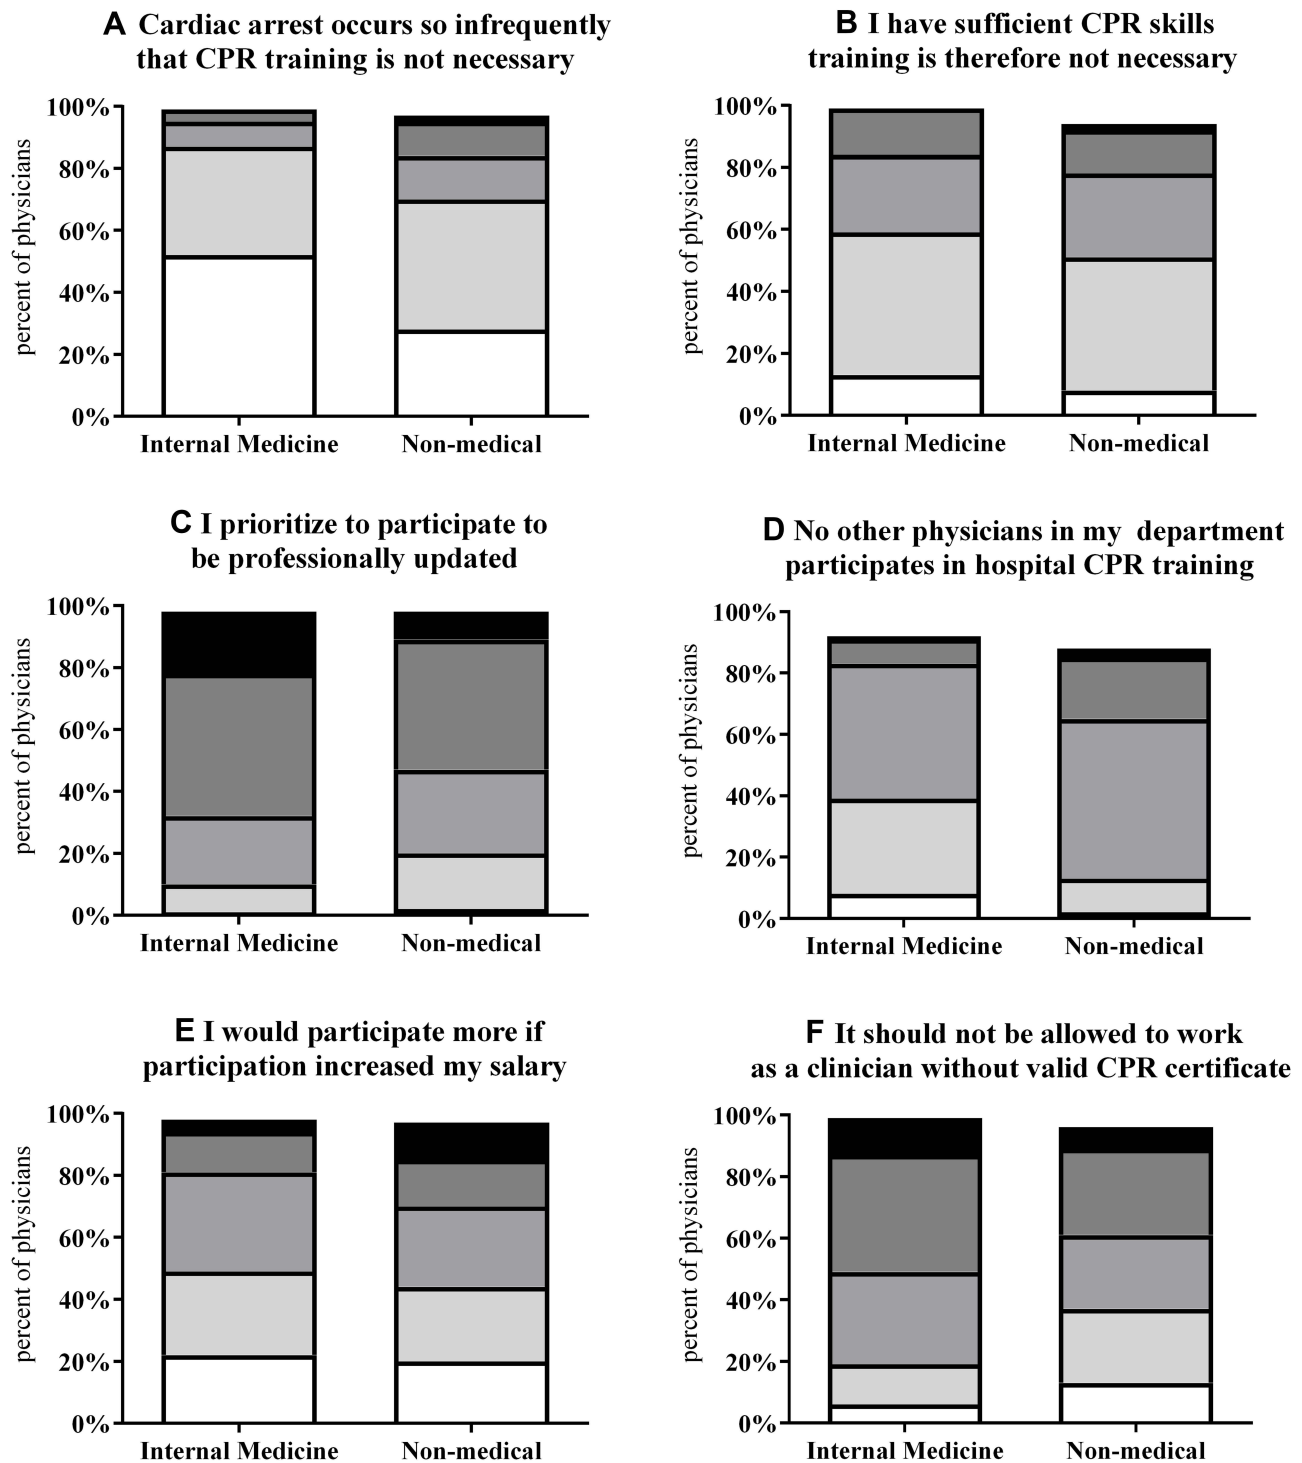 A Cardiac arrest occurs so infrequently
that CPR training is not necessary
percent of physicians
100%
80%
60%
40%
20%
0%
Internal Medicine
Non-medical
B I have sufficient CPR skills
training is therefore not necessary
percent of physicians
100%
80%
60%
40%
20%
0%
Internal Medicine
Non-medical
C I prioritize to participate to
be professionally updated
percent of physicians
100%
80%
60%
40%
20%
0%
Internal Medicine
Non-medical
D No other physicians in my department
participates in hospital CPR training
percent of physicians
100%
80%
60%
40%
20%
0%
Internal Medicine
Non-medical
E I would participate more if
participation increased my salary
percent of physicians
100%
80%
60%
40%
20%
0%
Internal Medicine
Non-medical
F It should not be allowed to work
as a clinician without valid CPR certificate
percent of physicians
100%
80%
60%
40%
20%
0%
Internal Medicine
Non-medical